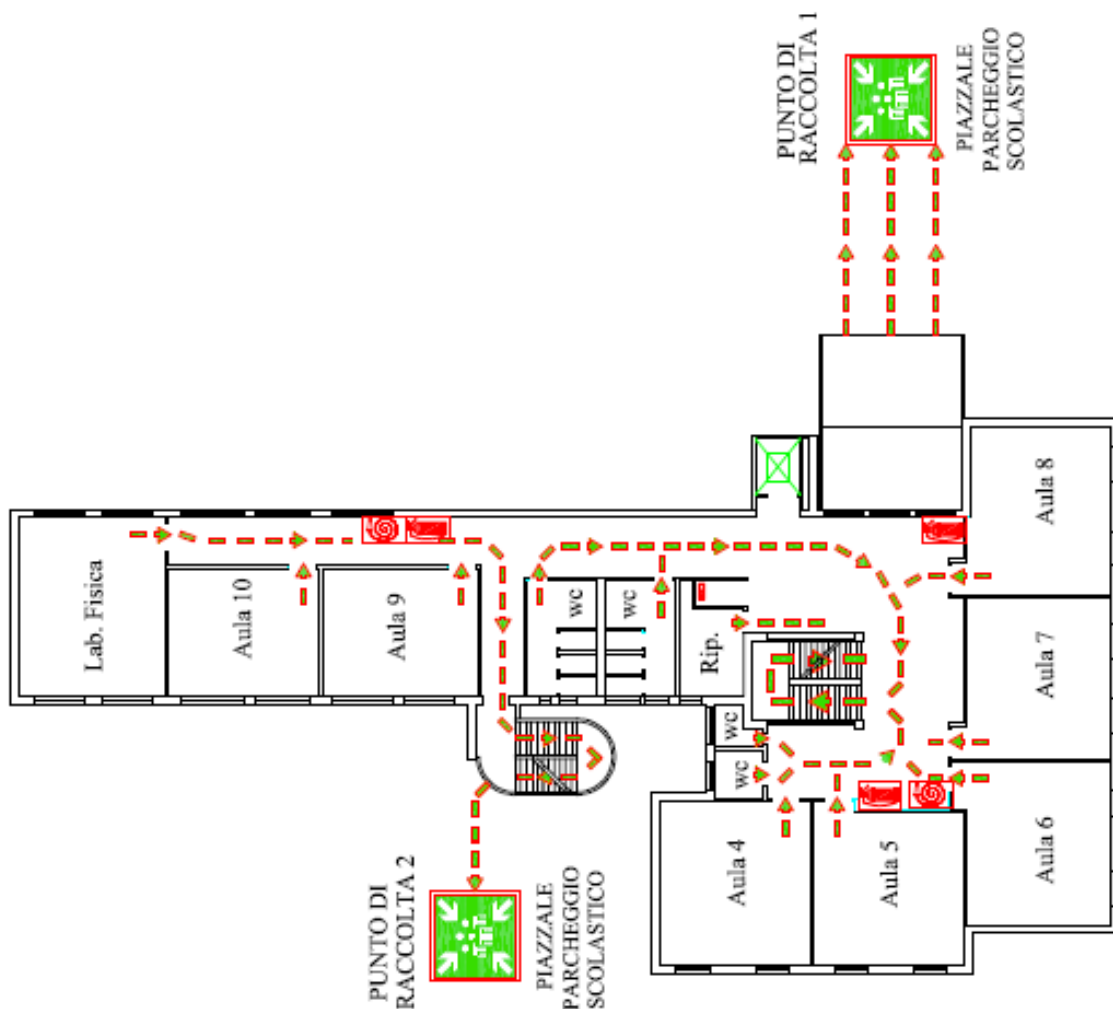 PUNTO DI
RACCOLTA 1
PIAZZALE
PARCHEGGIO
SCOLASTICO
Lab. Fisica
Aula 10
Aula 9
wc
wc
Rip.
wc
wc
Aula 8
Aula 7
Aula 6
Aula 4
Aula 5
PUNTO DI
RACCOLTA 2
PIAZZALE
PARCHEGGIO
SCOLASTICO